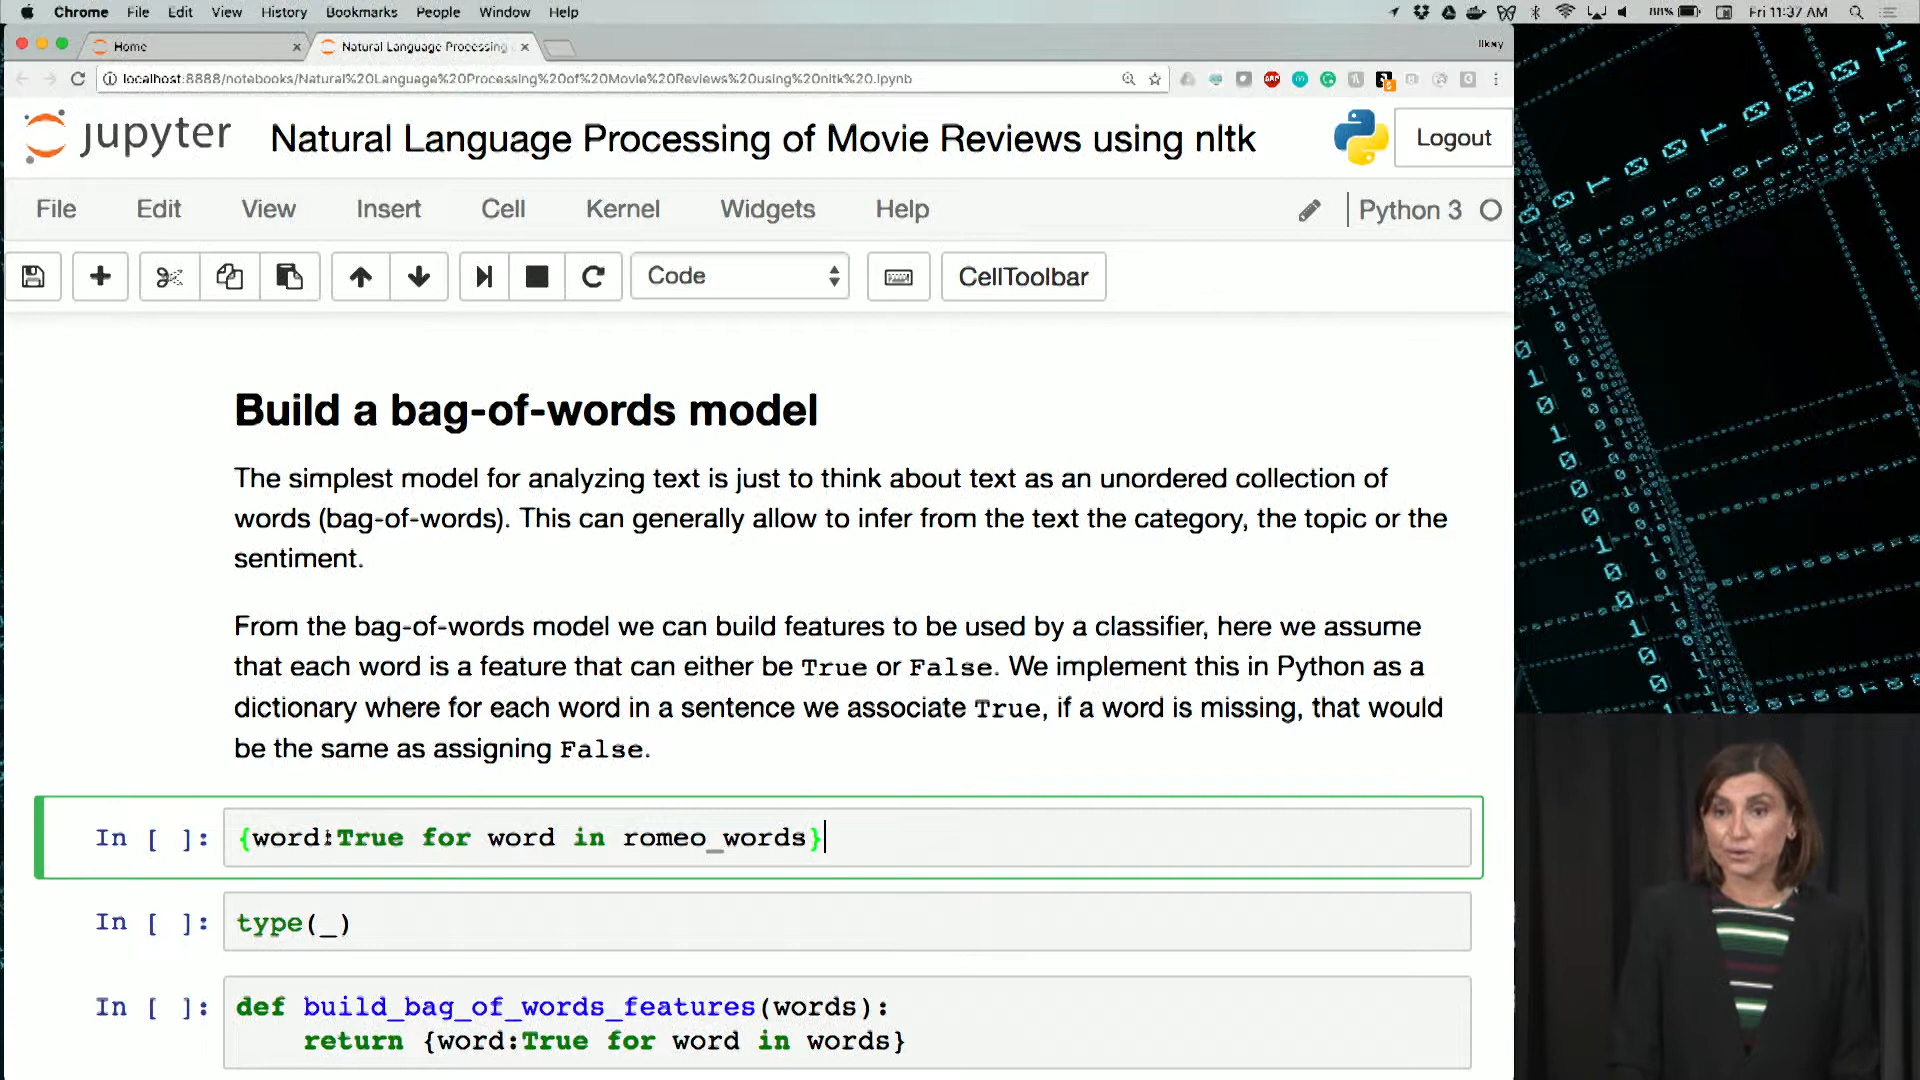 Chrome File Edit View History Bookmarks People Window Help
Fri 11:37 AM
Home
Natural Language Processing
Ilkay
localhost:8888/notebooks/Natural%20Language%20Processing%20of%20Movie%20Reviews%20using%20nltk%20.ipynb
jupyter Natural Language Processing of Movie Reviews using nltk Logout
File Edit View Insert Cell Kernel Widgets Help Python 3
Code CellToolbar
Build a bag-of-words model
The simplest model for analyzing text is just to think about text as an unordered collection of
words (bag-of-words). This can generally allow to infer from the text the category, the topic or the
sentiment.
From the bag-of-words model we can build features to be used by a classifier, here we assume
that each word is a feature that can either be True or False. We implement this in Python as a
dictionary where for each word in a sentence we associate True, if a word is missing, that would
be the same as assigning False.
In [ ]: {word:True for word in romeo_words}
In [ ]: type(_)
In [ ]: def build_bag_of_words_features(words):
return {word:True for word in words}